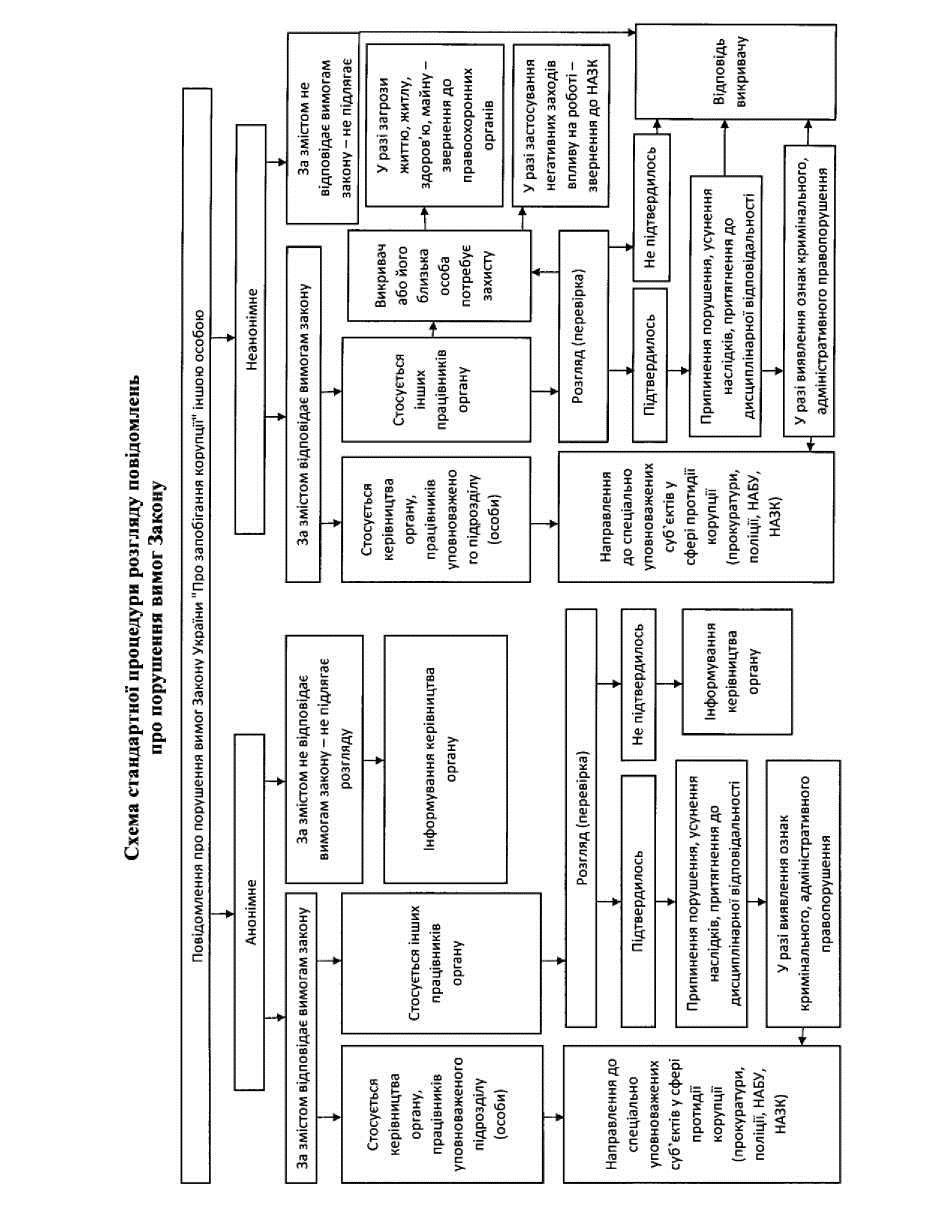 Схема стандартної процедури розгляду повідомлень
про порушення вимог Закону
Повідомлення про порушення вимог Закону України "Про запобігання корупції" іншою особою
Анонімне
За змістом відповідає вимогам закону
Стосується
керівництва
органу,
працівників
уповноваженого
підрозділу
(особи)
Направлення до
спеціально
уповноважених
суб'єктів у сфері
протидії
корупції
(прокуратури,
поліції, НАБУ,
НАЗК)
Стосується інших
працівників
органу
Розгляд (перевірка)
Підтвердилось
Припинення порушення, усунення
наслідків, притягнення до
дисциплінарної відповідальності
У разі виявлення ознак
кримінального, адміністративного
правопорушення
Не підтвердилось
Інформування
керівництва
органу
За змістом не відповідає
вимогам закону – не підлягає
розгляду
Інформування керівництва
органу
Неанонімне
За змістом відповідає вимогам закону
Стосується
керівництва
органу,
працівників
уповноважено
го підрозділу
(особи)
Направлення
до спеціально
уповноважених
суб'єктів у
сфері протидії
корупції
(прокуратури,
поліції, НАБУ,
НАЗК)
Стосується
інших
працівників
органу
Викривач
або його
близька
особа
потребує
захисту
Розгляд (перевірка)
Підтвердилось
Припинення порушення, усунення
наслідків, притягнення до
дисциплінарної відповідальності
У разі виявлення ознак кримінального,
адміністративного правопорушення
Не підтвердилось
За змістом не
відповідає вимогам
закону – не підлягає
У разі загрози
життю, житлу,
здоров'ю, майну –
звернення до
правоохоронних
органів
У разі застосування
негативних заходів
впливу на роботі –
звернення до НАЗК
Відповідь
викривачу